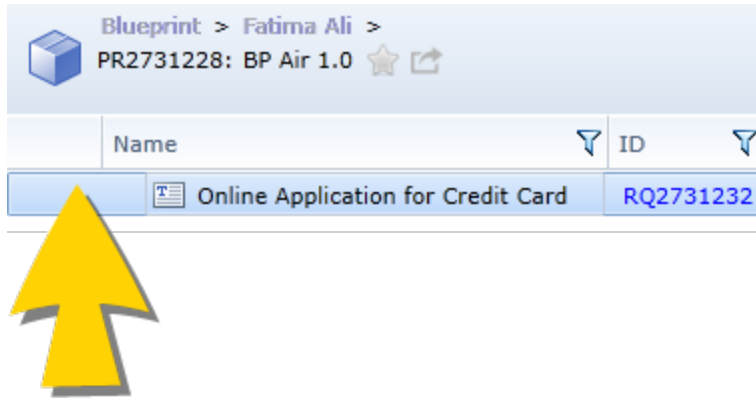 Blueprint > Fatima Ali >
PR2731228: BP Air 1.0
Name ID
T Online Application for Credit Card RQ2731232